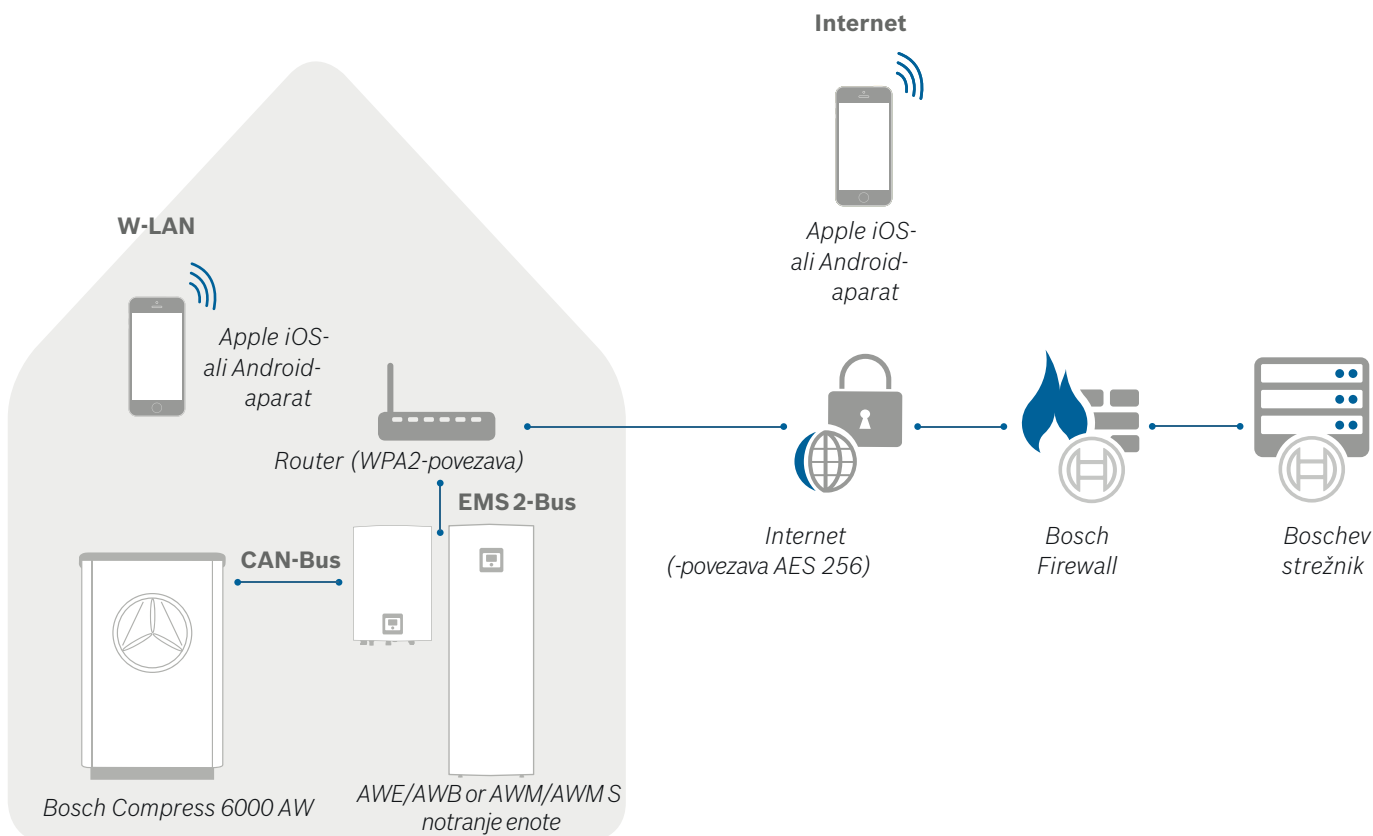 Internet
Apple iOS-
ali Android-
aparat
W-LAN
Apple iOS-
ali Android-
aparat
Router (WPA2-povezava)
EMS 2-Bus
CAN-Bus
Internet
(-povezava AES 256)
Bosch
Firewall
Boschev
strežnik
Bosch Compress 6000 AW
AWE/AWB or AWM/AWM S
notranje enote